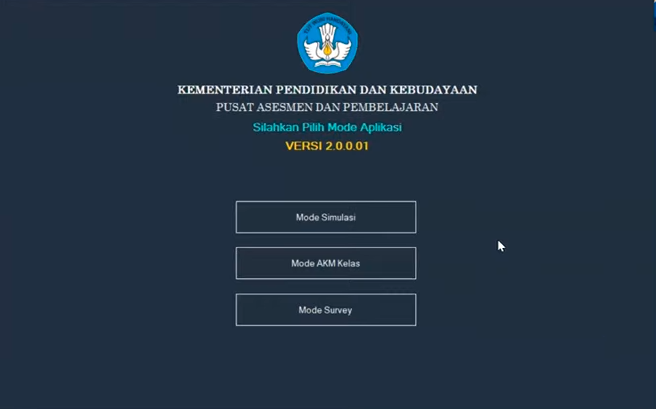 KEMENTERIAN PENDIDIKAN DAN KEBUDAYAAN
PUSAT ASESMEN DAN PEMBELAJARAN
Silahkan Pilih Mode Aplikasi
VERSI 2.0.0.01
Mode Simulasi
Mode AKM Kelas
Mode Survey